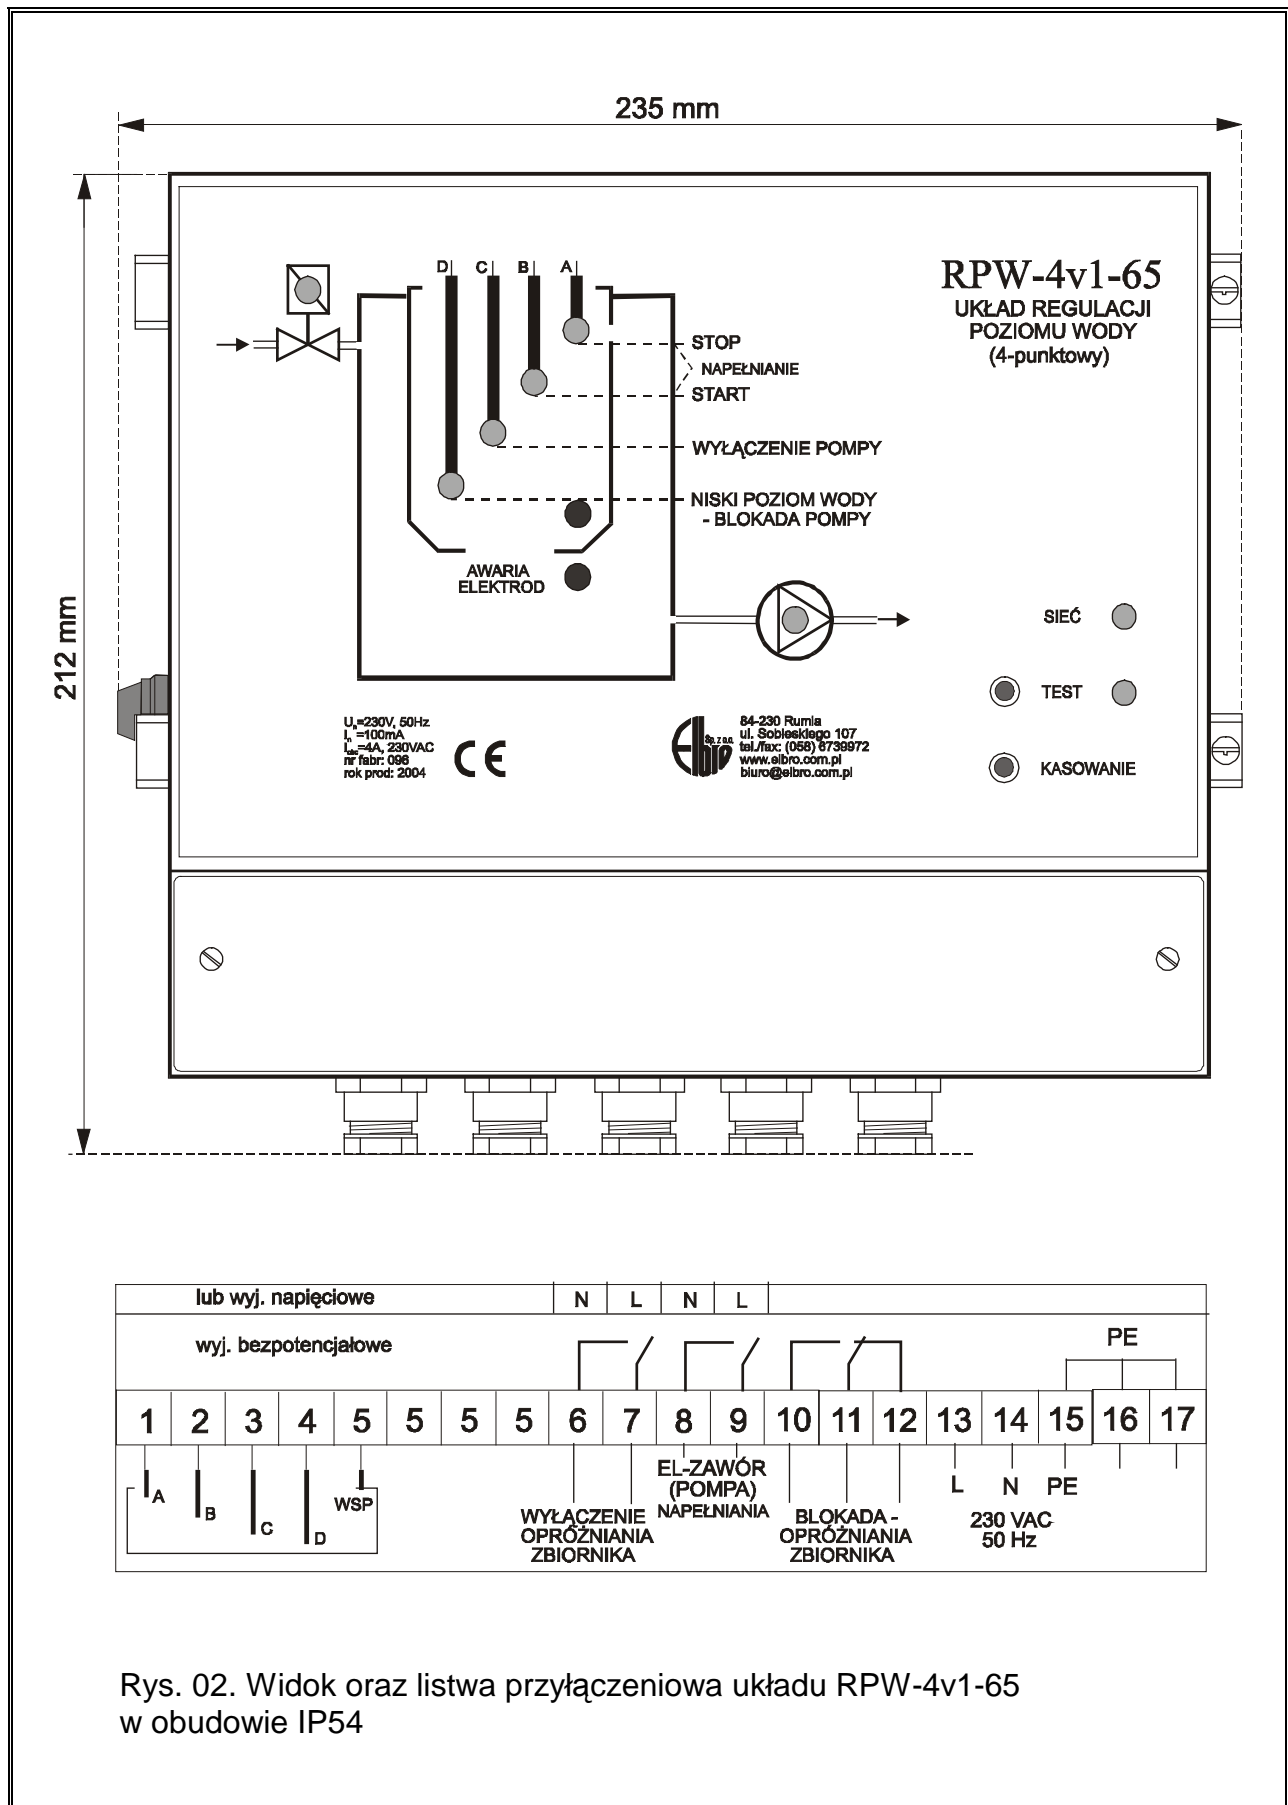 235 mm
212 mm
D C B A
RPW-4v1-65
UKŁAD REGULACJI
POZIOMU WODY
(4-punktowy)
STOP
NAPEŁNIANIE
START
WYŁĄCZENIE POMPY
NISKI POZIOM WODY
- BLOKADA POMPY
AWARIA
ELEKTROD
SIEĆ
TEST
KASOWANIE
Un=230V, 50Hz
In=100mA
=4A, 230VAC
nr fabr: 096
rok prod: 2004
CE
Elbro Sp. z o.o.
84-230 Rumia
ul. Sobieskiego 107
tel./fax: (058) 6739972
www.elbro.com.pl
biuro@elbro.com.pl
lub wyj. napięciowe N L N L
wyj. bezpotencjałowe
PE
1 2 3 4 5 5 5 5 6 7 8 9 10 11 12 13 14 15 16 17
A B C D WSP
WYŁĄCZENIE
OPRÓŻNIANIA
ZBIORNIKA
EL-ZAWÓR
(POMPA)
NAPEŁNIANIA
BLOKADA -
OPRÓŻNIANIA
ZBIORNIKA
L N PE
230 VAC
50 Hz
Rys. 02. Widok oraz listwa przyłączeniowa układu RPW-4v1-65
w obudowie IP54